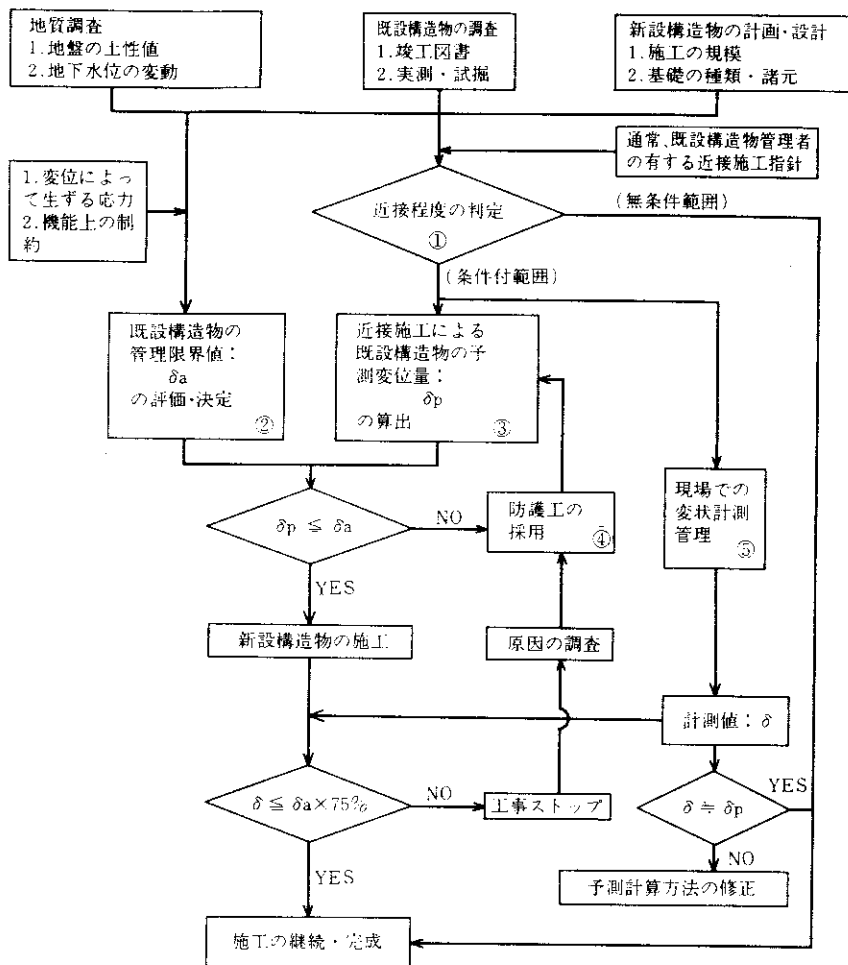 地質調査
1.地盤の土性値
2.地下水位の変動
既設構造物の調査
1.竣工図書
2.実測・試掘
新設構造物の計画・設計
1.施工の規模
2.基礎の種類・諸元
通常、既設構造物管理者
の有する近接施工指針
1.変位によっ
て生ずる応力
2.機能上の制
約
近接程度の判定
①
(無条件範囲)
(条件付範囲)
既設構造物の
管理限界値:
δa
の評価・決定
②
近接施工による
既設構造物の予
測変位量:
δp
の算出
③
現場での
変状計測
管理
⑤
δp ≦ δa
NO
防護工の
採用
④
YES
新設構造物の施工
原因の調査
計測値: δ
δ ≦ δa×75%
NO
工事ストップ
δ ≒ δp
YES
NO
YES
予測計算方法の修正
施工の継続・完成